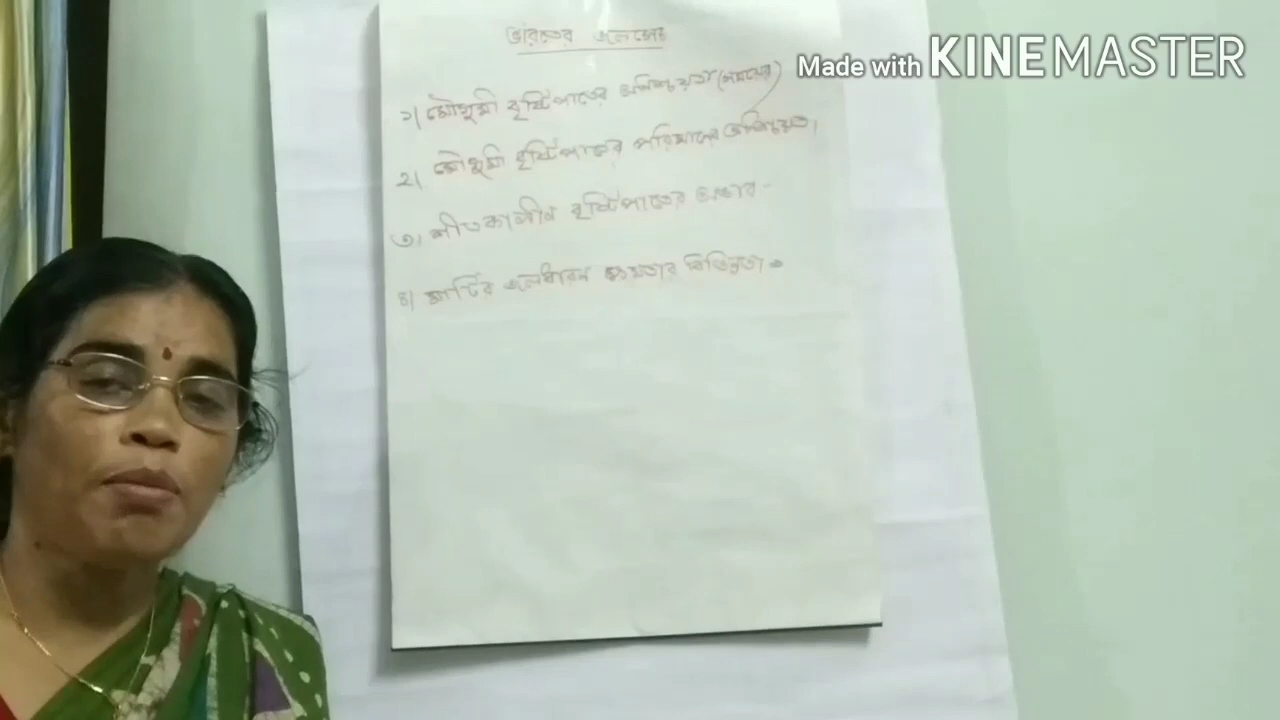 ভারতের জলসেচ
Made with KINEMASTER
১। মৌসুমী বৃষ্টিপাতের অনিশ্চয়তা (সময়ের)
২। মৌসুমী বৃষ্টিপাতের পরিমানের অনিশ্চয়তা।
৩। শীতকালীন বৃষ্টিপাতের অভাব -
৪। মাটির জলধারন ক্ষমতার বিভিন্নতা